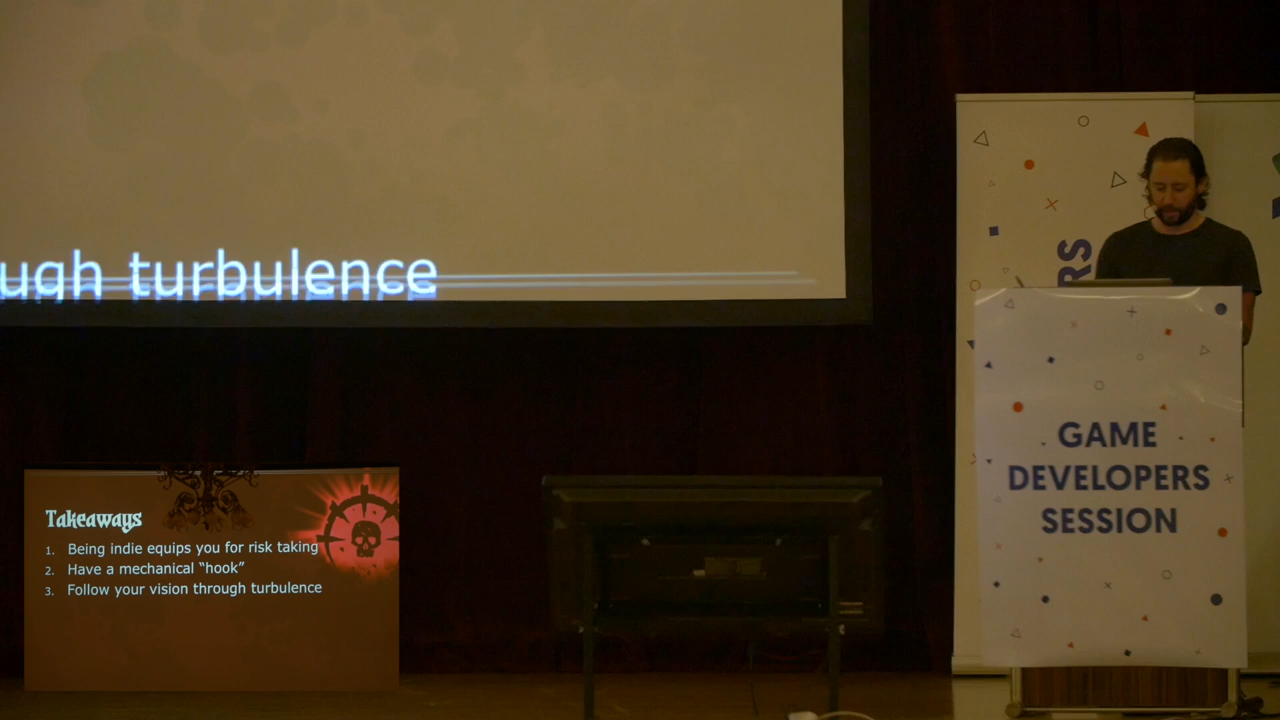 ugh turbulence
Takeaways
1. Being indie equips you for risk taking
2. Have a mechanical “hook”
3. Follow your vision through turbulence
RS
GAME
DEVELOPERS
SESSION